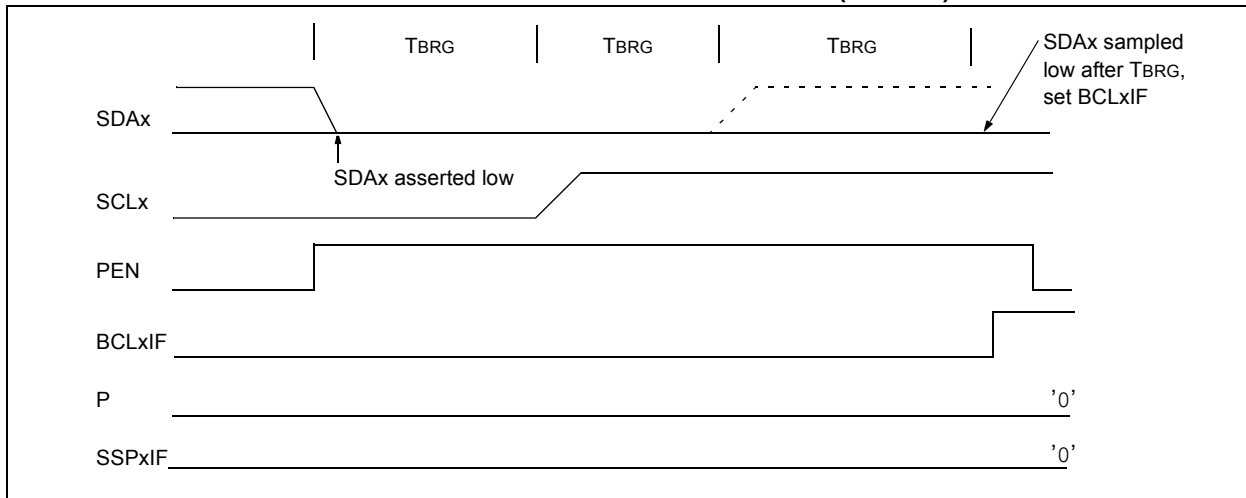 TBRG TBRG TBRG
SDAx sampled
low after TBRG,
set BCLxIF
SDAx
SDAx asserted low
SCLx
PEN
BCLxIF
P '0'
SSPxIF '0'